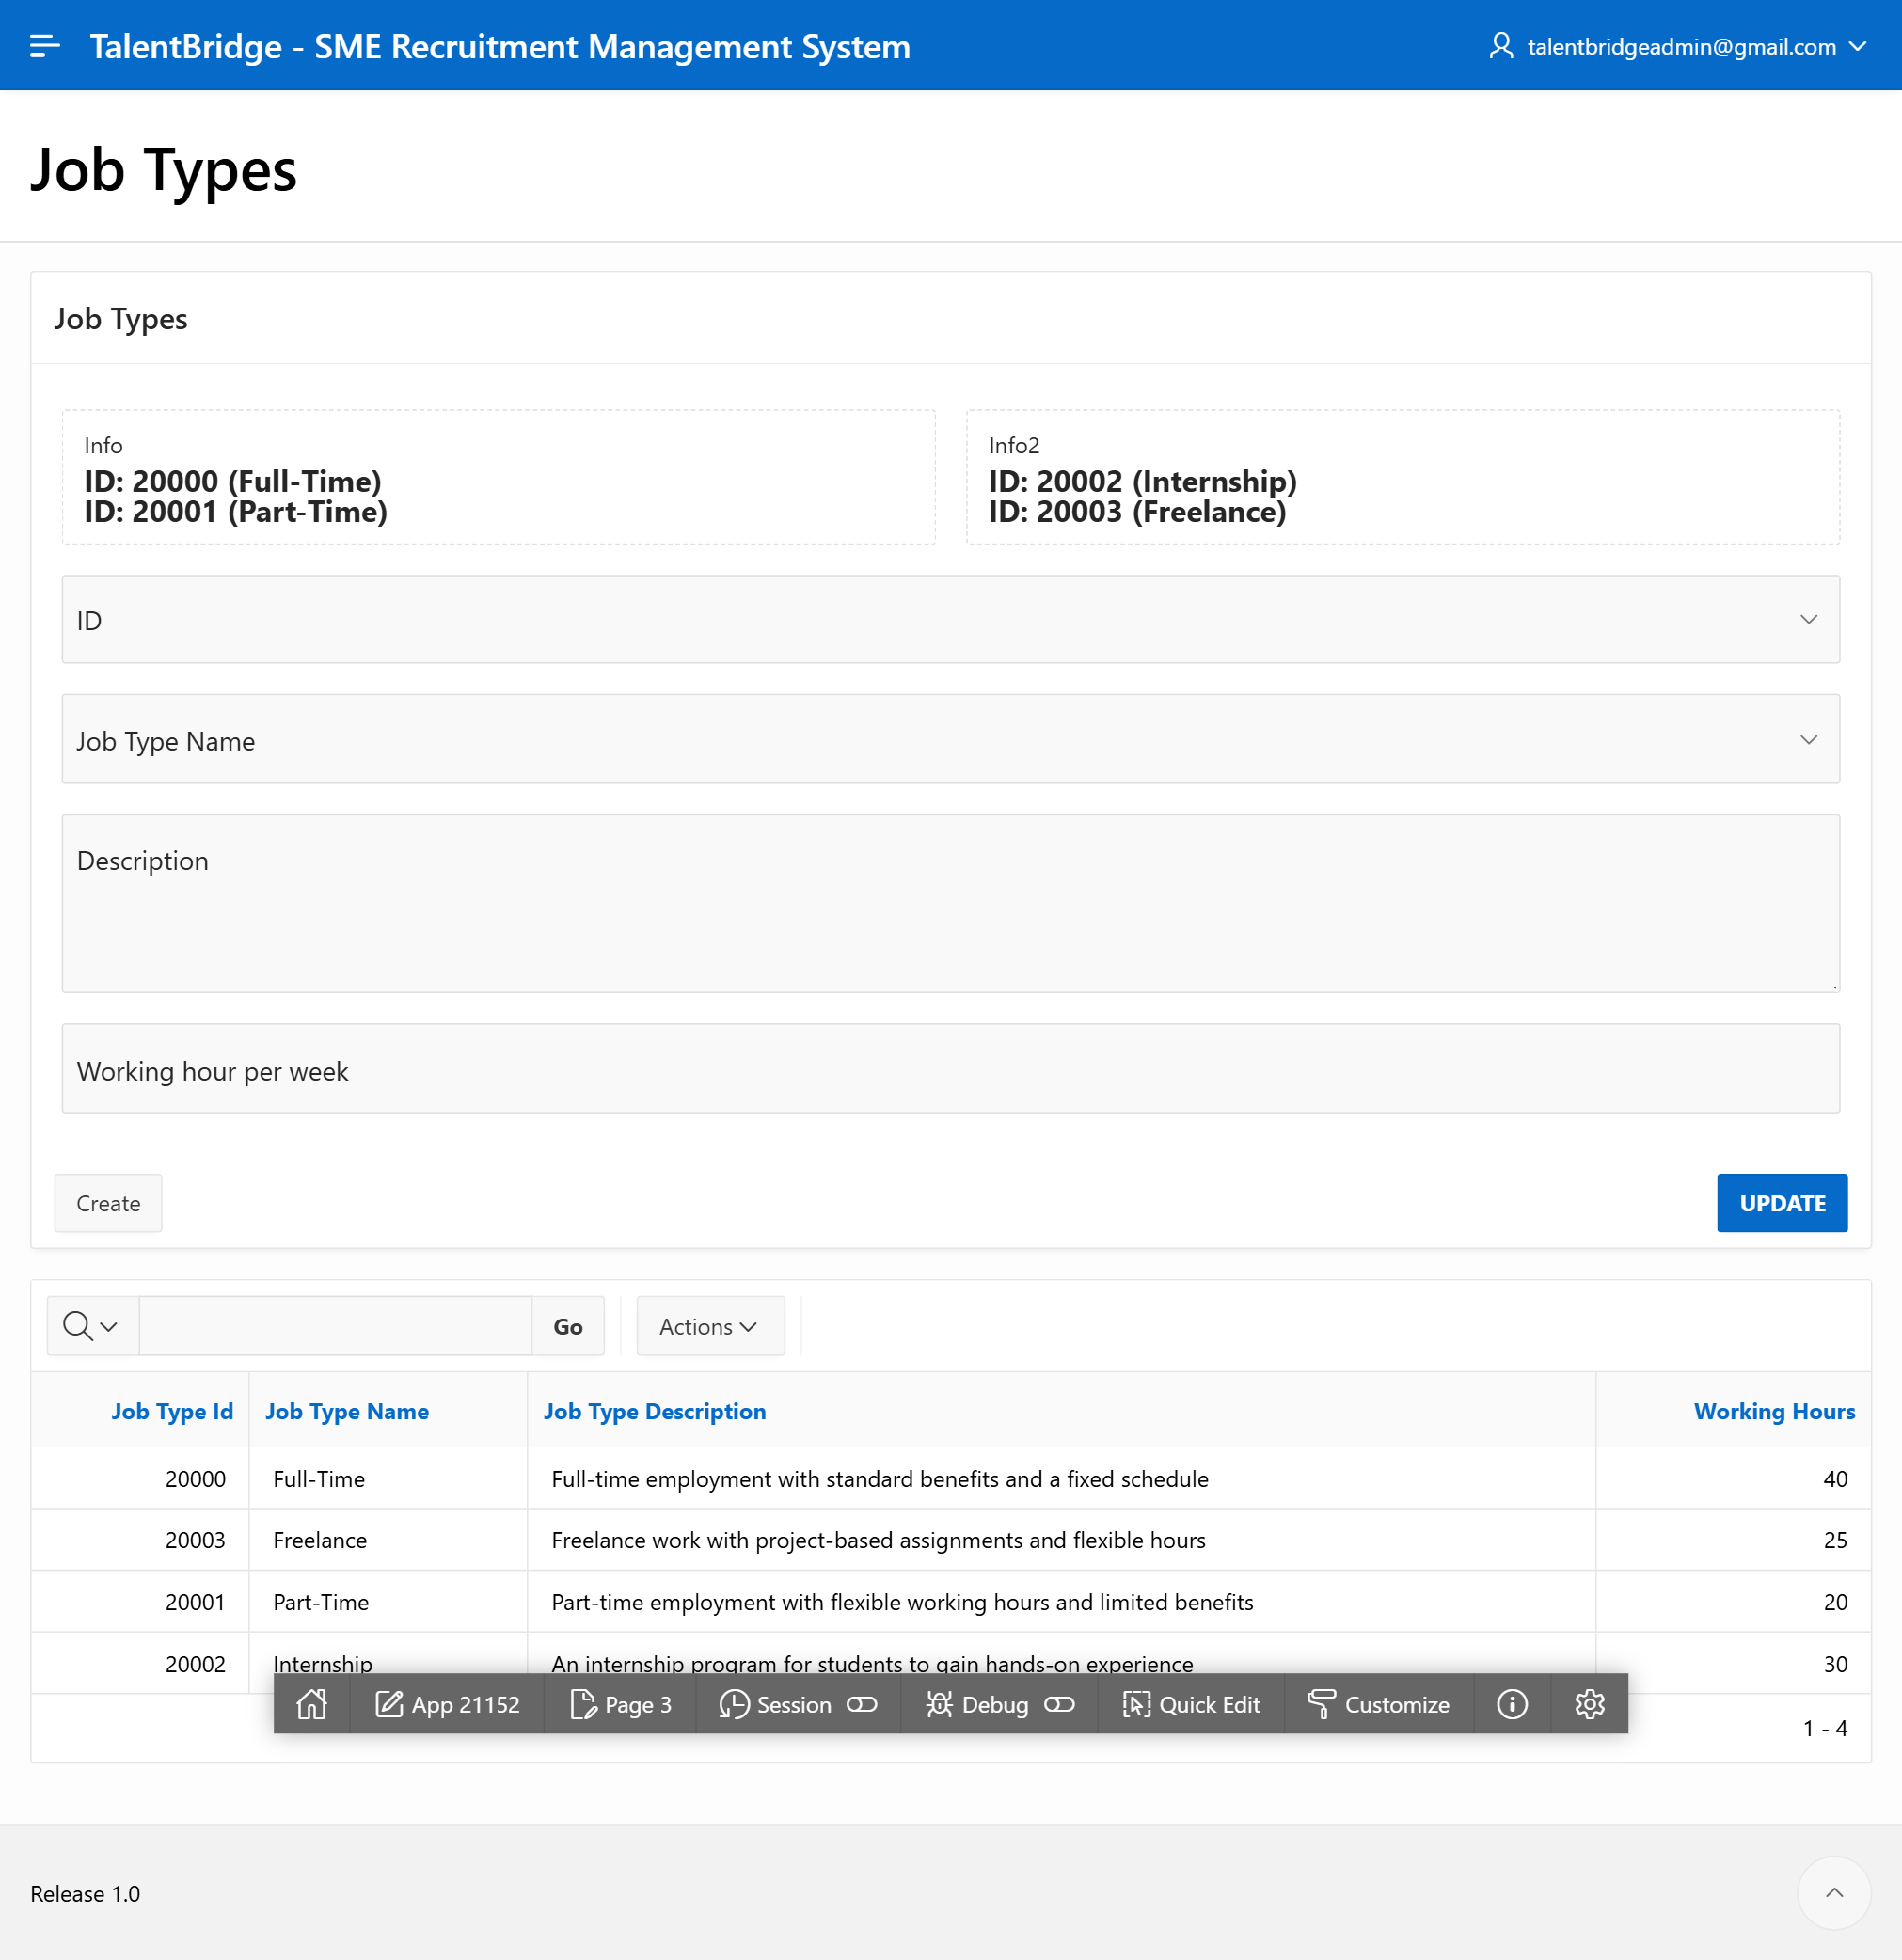 TalentBridge - SME Recruitment Management System
talentbridgeadmin@gmail.com
Job Types
Job Types
Info
ID: 20000 (Full-Time)
ID: 20001 (Part-Time)
Info2
ID: 20002 (Internship)
ID: 20003 (Freelance)
ID
Job Type Name
Description
Working hour per week
Create
UPDATE
Go
Actions
Job Type Id Job Type Name Job Type Description Working Hours
20000 Full-Time Full-time employment with standard benefits and a fixed schedule 40
20003 Freelance Freelance work with project-based assignments and flexible hours 25
20001 Part-Time Part-time employment with flexible working hours and limited benefits 20
20002 Internship An internship program for students to gain hands-on experience 30
App 21152 Page 3 Session Debug Quick Edit Customize
1 - 4
Release 1.0